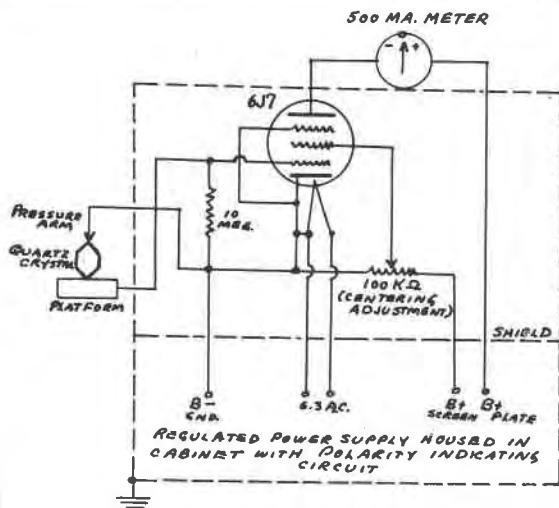 500 MA. METER
- +
6J7
PRESSURE
ARM
QUARTZ
CRYSTAL
PLATFORM
10
MEG.
100 KΩ
(CENTERING
ADJUSTMENT)
SHIELD
B-
GND.
6.3 A.C.
B+
SCREEN
B+
PLATE
REGULATED POWER SUPPLY HOUSED IN
CABINET WITH POLARITY INDICATING
CIRCUIT